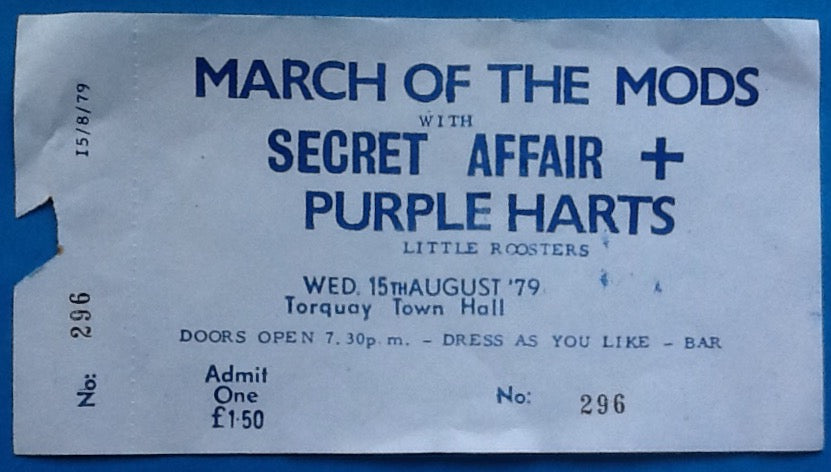 15/8/79
No: 296
MARCH OF THE MODS
WITH
SECRET AFFAIR +
PURPLE HARTS
LITTLE ROOSTERS
WED. 15TH AUGUST '79
Torquay Town Hall
DOORS OPEN 7.30p.m. – DRESS AS YOU LIKE – BAR
Admit
One
£1·50
No: 296